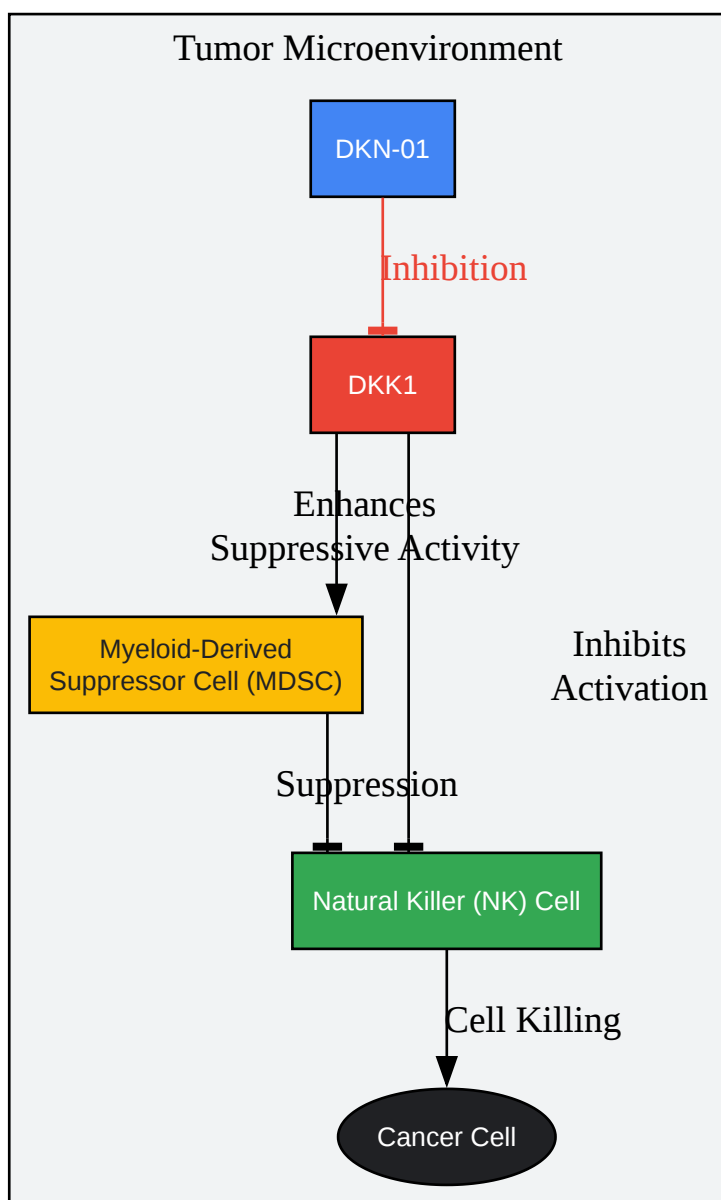 Tumor Microenvironment
DKN-01
Inhibition
DKK1
Enhances
Suppressive Activity
Myeloid-Derived
Suppressor Cell (MDSC)
Inhibits
Activation
Suppression
Natural Killer (NK) Cell
Cell Killing
Cancer Cell